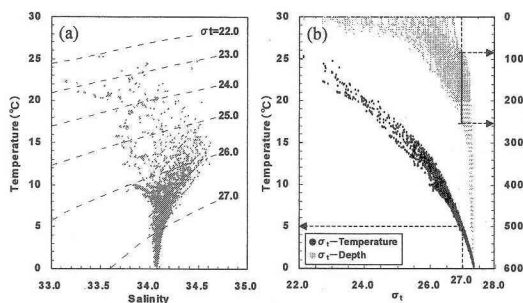 (a)
σt=22.0
23.0
24.0
25.0
26.0
27.0
30
25
20
15
10
5
0
Temperature (℃)
33.0 33.5 34.0 34.5 35.0
Salinity
(b)
30
25
20
15
10
5
0
Temperature (℃)
0
100
200
300
400
500
600
σt—Temperature
σt—Depth
22.0 24.0 26.0 27.0 28.0
σt